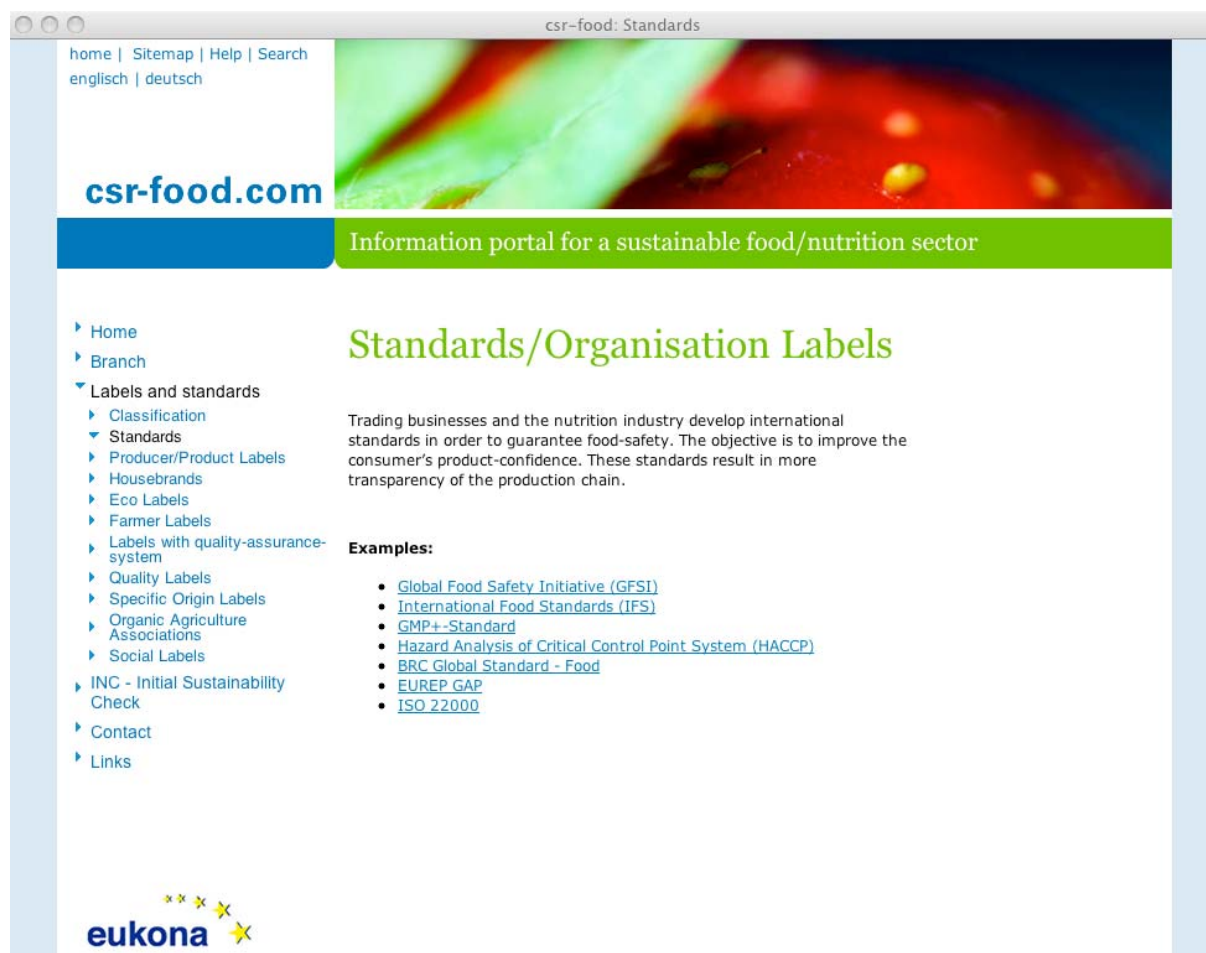 csr-food: Standards
home | Sitemap | Help | Search
englisch | deutsch
csr-food.com
Information portal for a sustainable food/nutrition sector
Home
Branch
Labels and standards
Classification
Standards
Producer/Product Labels
Housebrands
Eco Labels
Farmer Labels
Labels with quality-assurance-
system
Quality Labels
Specific Origin Labels
Organic Agriculture
Associations
Social Labels
INC - Initial Sustainability
Check
Contact
Links
Standards/Organisation Labels
Trading businesses and the nutrition industry develop international
standards in order to guarantee food-safety. The objective is to improve the
consumer's product-confidence. These standards result in more
transparency of the production chain.
Examples:
Global Food Safety Initiative (GFSI)
International Food Standards (IFS)
GMP+-Standard
Hazard Analysis of Critical Control Point System (HACCP)
BRC Global Standard - Food
EUREP GAP
ISO 22000
eukona